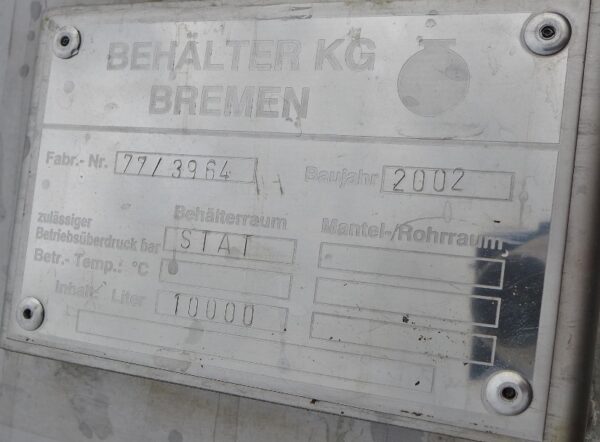 BEHÄLTER KG
BREMEN
Fabr.- Nr. 77/3964 Baujahr 2002
Behälterraum Mantel-/Rohrraum
zulässiger
Betriebsüberdruck bar STAT
Betr.- Temp.: °C
Inhalt: Liter 10000